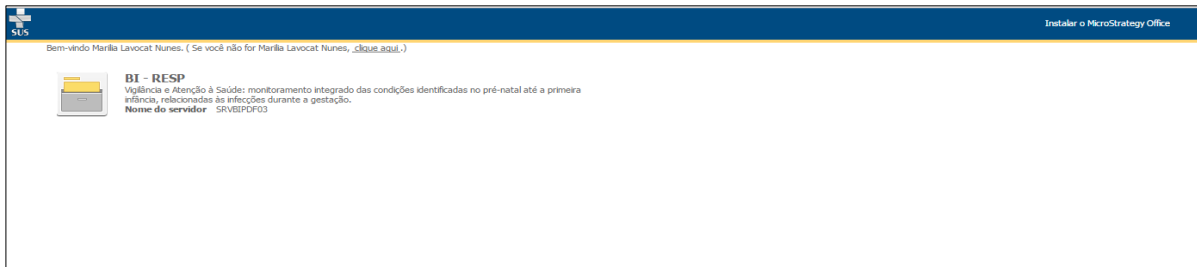 SUS
Instalar o MicroStrategy Office
Bem-vindo Marilia Lavocat Nunes. ( Se você não for Marilia Lavocat Nunes, clique aqui.)
BI - RESP
Vigilância e Atenção à Saúde: monitoramento integrado das condições identificadas no pré-natal até a primeira
infância, relacionadas às infecções durante a gestação.
Nome do servidor SRVBIPDF03